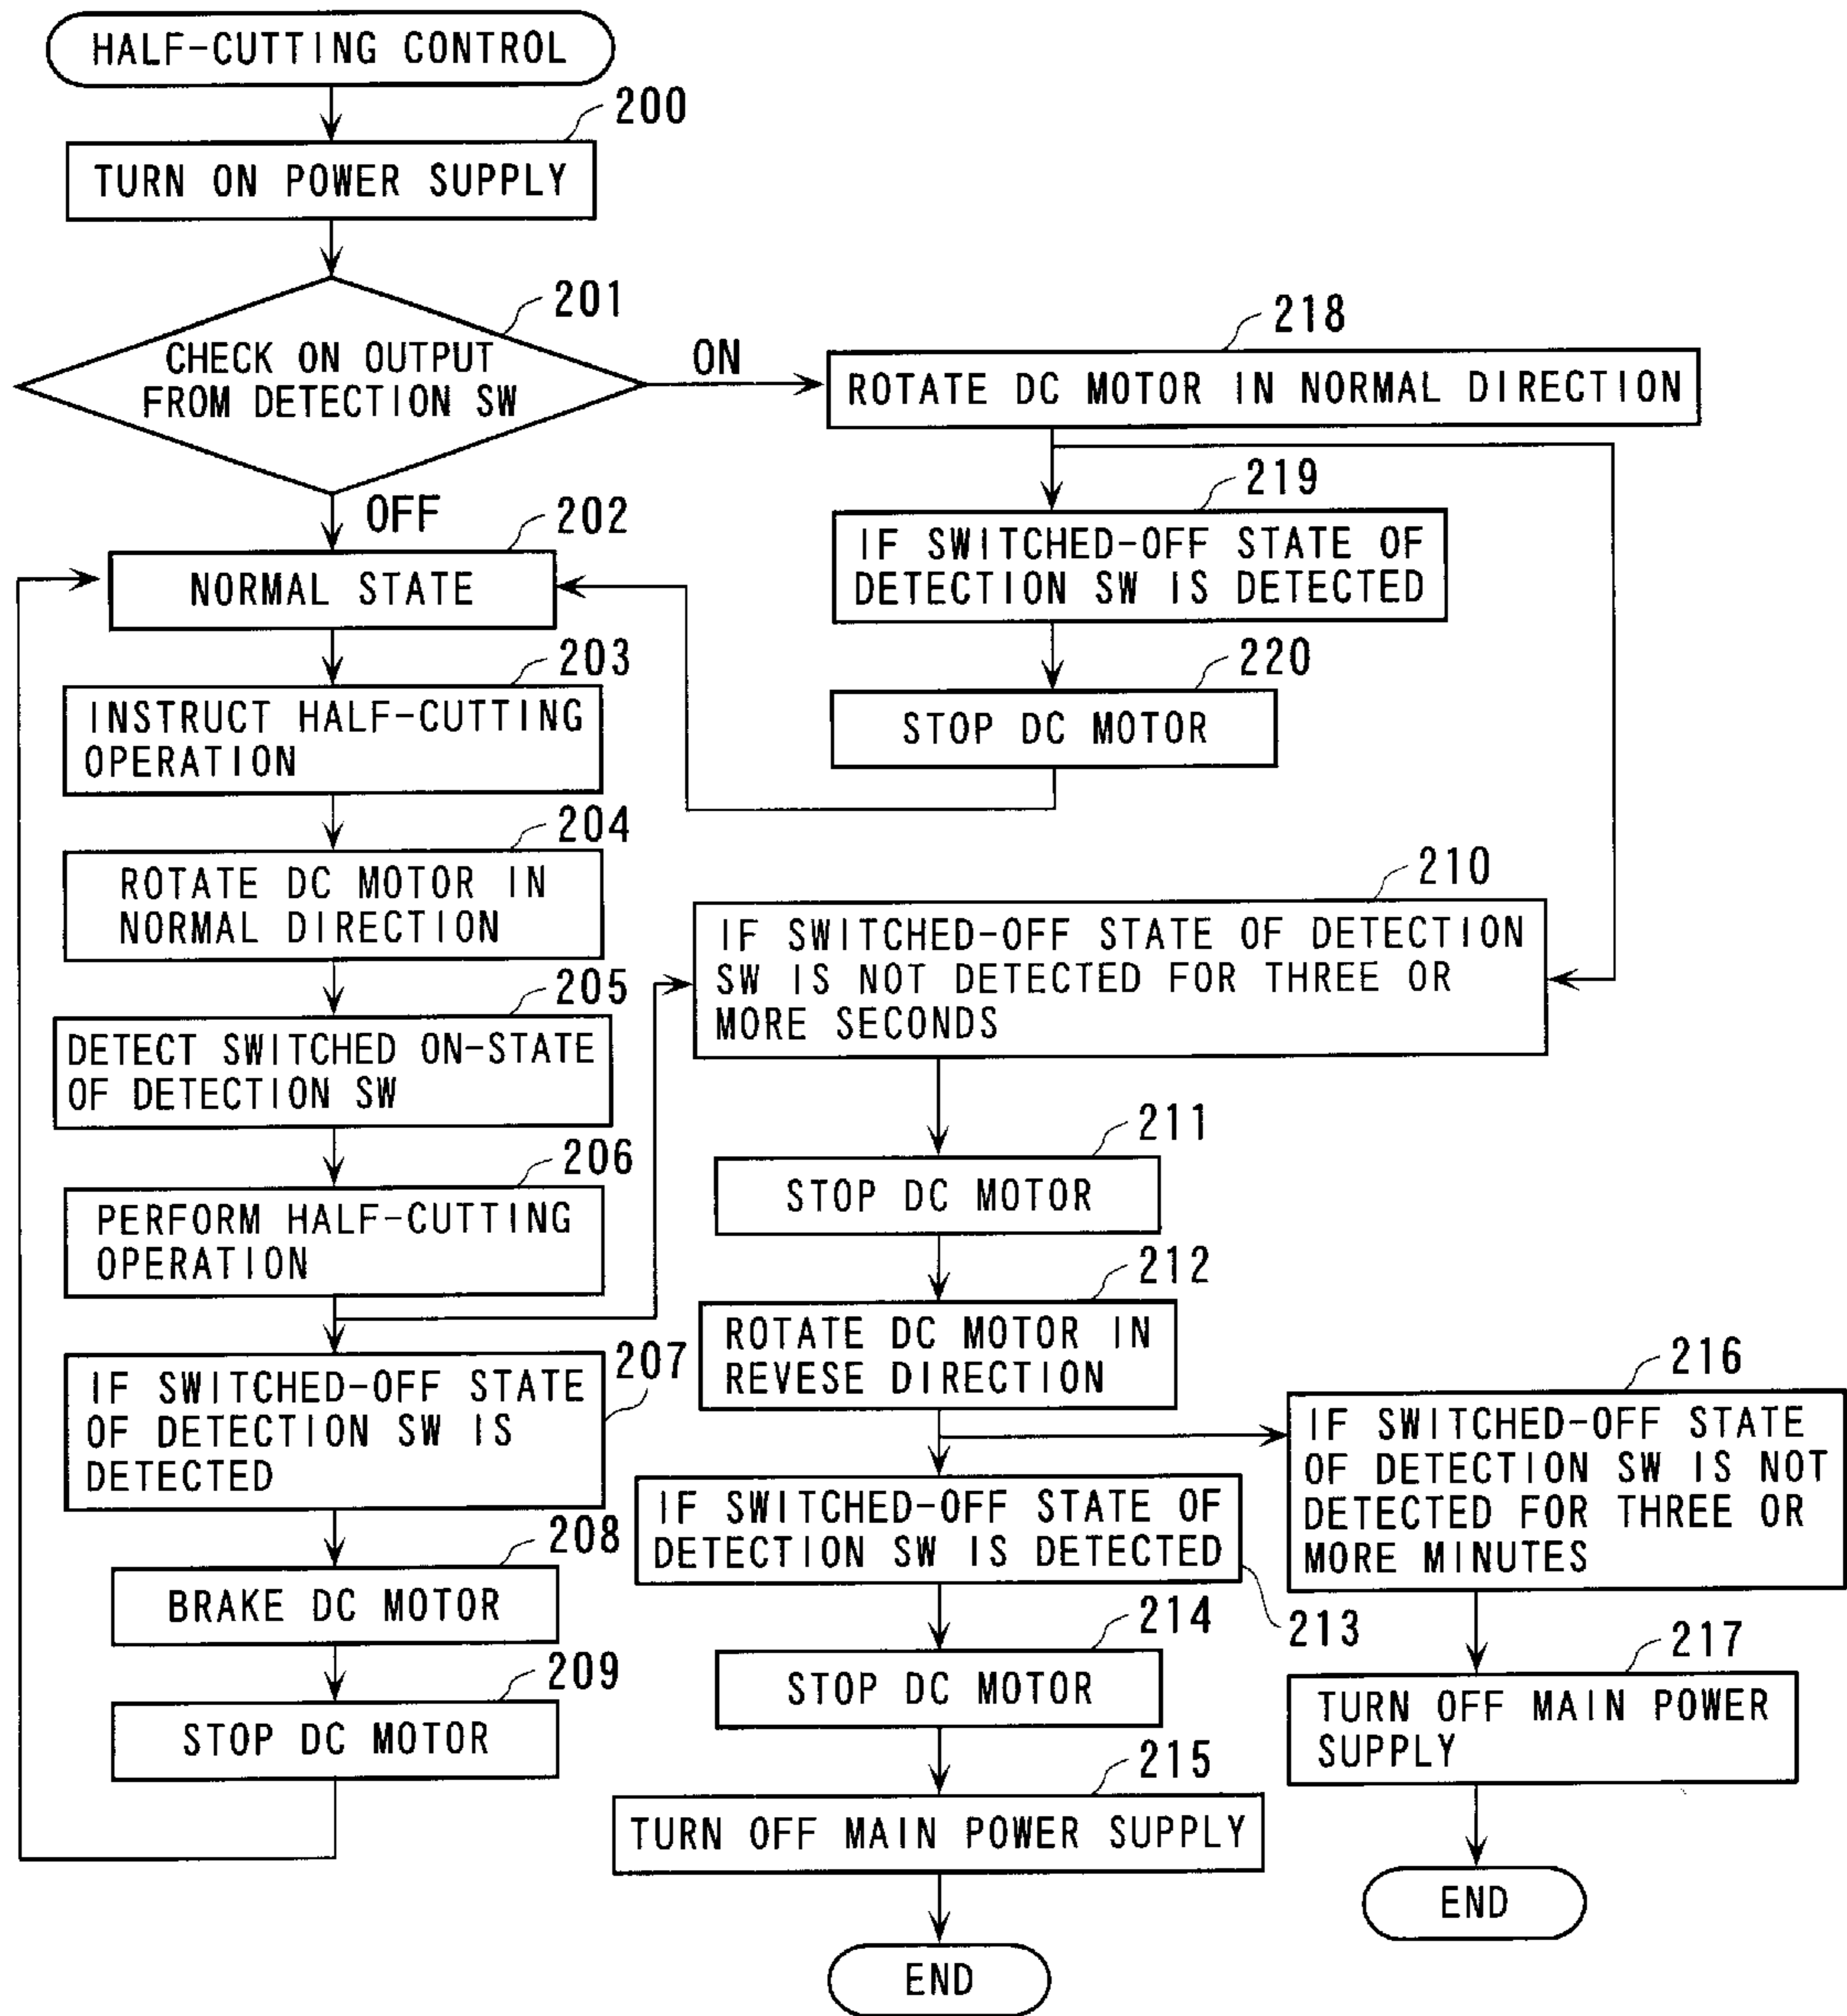 HALF-CUTTING CONTROL
200
TURN ON POWER SUPPLY
201
CHECK ON OUTPUT
FROM DETECTION SW
ON
OFF
202
NORMAL STATE
203
INSTRUCT HALF-CUTTING
OPERATION
204
ROTATE DC MOTOR IN
NORMAL DIRECTION
205
DETECT SWITCHED ON-STATE
OF DETECTION SW
206
PERFORM HALF-CUTTING
OPERATION
207
IF SWITCHED-OFF STATE
OF DETECTION SW IS
DETECTED
208
BRAKE DC MOTOR
209
STOP DC MOTOR
218
ROTATE DC MOTOR IN NORMAL DIRECTION
219
IF SWITCHED-OFF STATE OF
DETECTION SW IS DETECTED
220
STOP DC MOTOR
210
IF SWITCHED-OFF STATE OF DETECTION
SW IS NOT DETECTED FOR THREE OR
MORE SECONDS
211
STOP DC MOTOR
212
ROTATE DC MOTOR IN
REVESE DIRECTION
213
IF SWITCHED-OFF STATE OF
DETECTION SW IS DETECTED
214
STOP DC MOTOR
215
TURN OFF MAIN POWER SUPPLY
END
216
IF SWITCHED-OFF STATE
OF DETECTION SW IS NOT
DETECTED FOR THREE OR
MORE MINUTES
217
TURN OFF MAIN POWER
SUPPLY
END